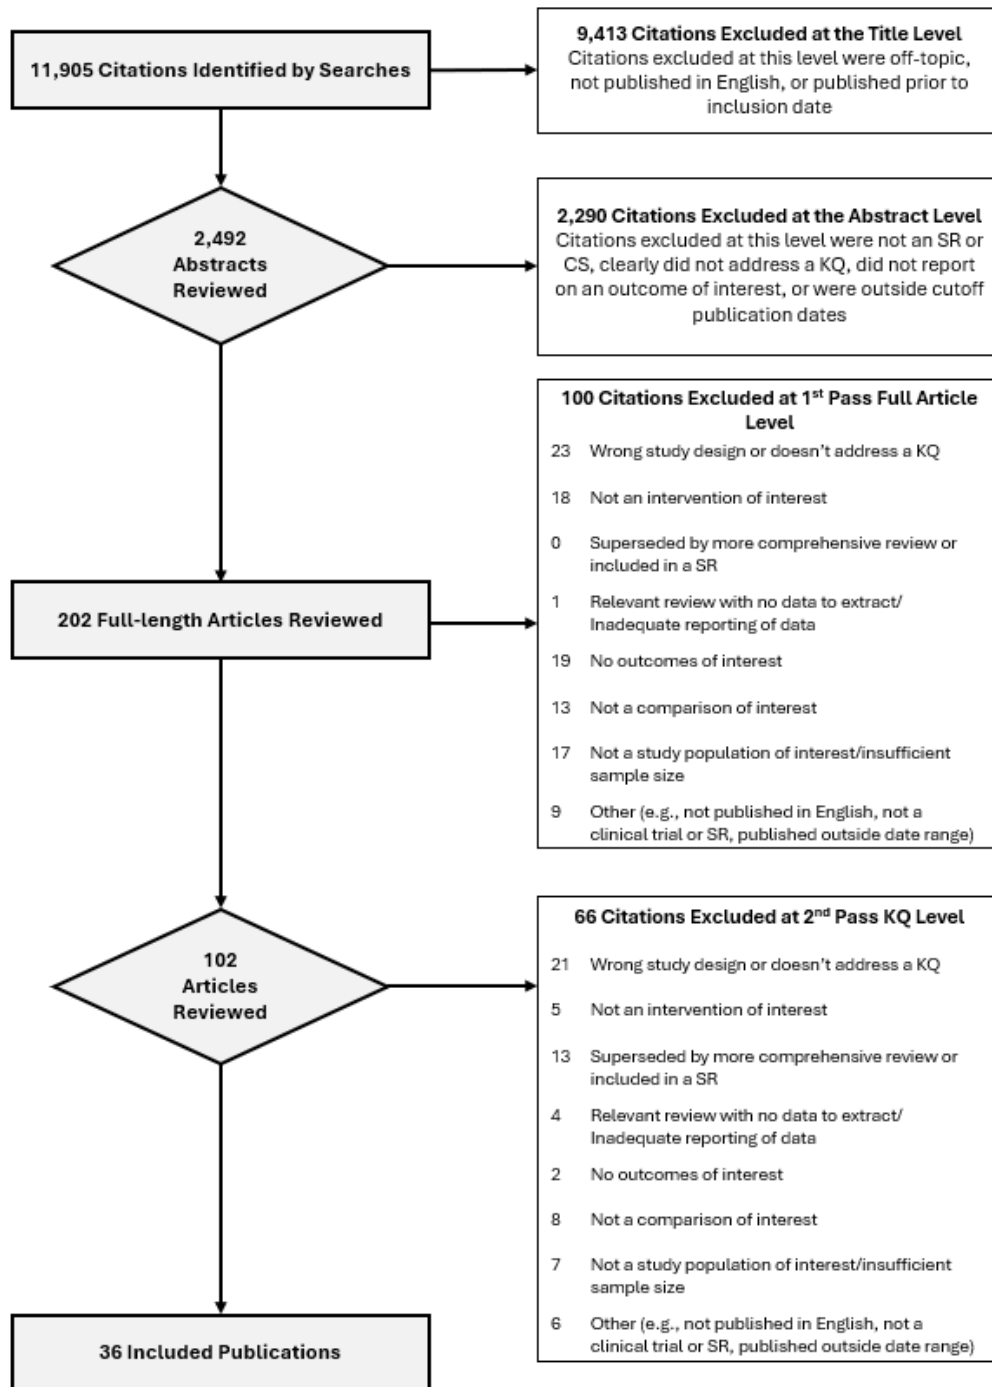 11,905 Citations Identified by Searches
9,413 Citations Excluded at the Title Level
Citations excluded at this level were off-topic,
not published in English, or published prior to
inclusion date
2,492
Abstracts
Reviewed
2,290 Citations Excluded at the Abstract Level
Citations excluded at this level were not an SR or
CS, clearly did not address a KQ, did not report
on an outcome of interest, or were outside cutoff
publication dates
202 Full-length Articles Reviewed
100 Citations Excluded at 1st Pass Full Article
Level
23 Wrong study design or doesn't address a KQ
18 Not an intervention of interest
0 Superseded by more comprehensive review or
included in a SR
1 Relevant review with no data to extract/
Inadequate reporting of data
19 No outcomes of interest
13 Not a comparison of interest
17 Not a study population of interest/insufficient
sample size
9 Other (e.g., not published in English, not a
clinical trial or SR, published outside date range)
102
Articles
Reviewed
66 Citations Excluded at 2nd Pass KQ Level
21 Wrong study design or doesn't address a KQ
5 Not an intervention of interest
13 Superseded by more comprehensive review or
included in a SR
4 Relevant review with no data to extract/
Inadequate reporting of data
2 No outcomes of interest
8 Not a comparison of interest
7 Not a study population of interest/insufficient
sample size
6 Other (e.g., not published in English, not a
clinical trial or SR, published outside date range)
36 Included Publications